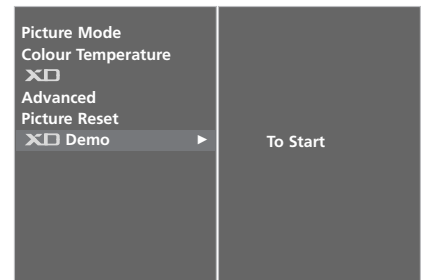 Picture Mode
Colour Temperature
XD
Advanced
Picture Reset
XD Demo ►
To Start